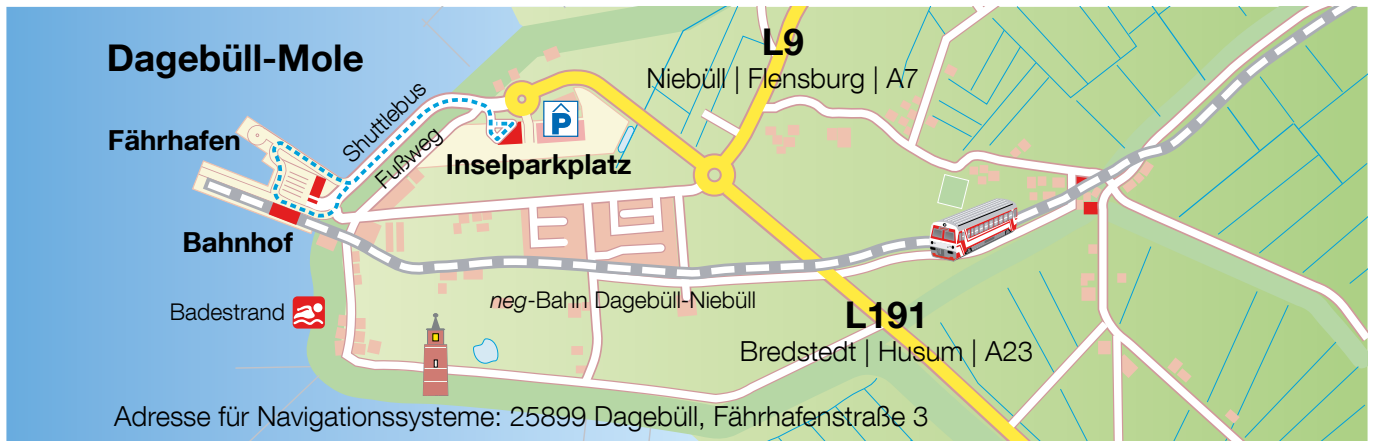 Dagebüll-Mole
L9
Niebüll | Flensburg | A7
Shuttlebus
Fährhafen
Fußweg
P
Inselparkplatz
Bahnhof
neg-Bahn Dagebüll-Niebüll
Badestrand
L191
Bredstedt | Husum | A23
Adresse für Navigationssysteme: 25899 Dagebüll, Fährhafenstraße 3